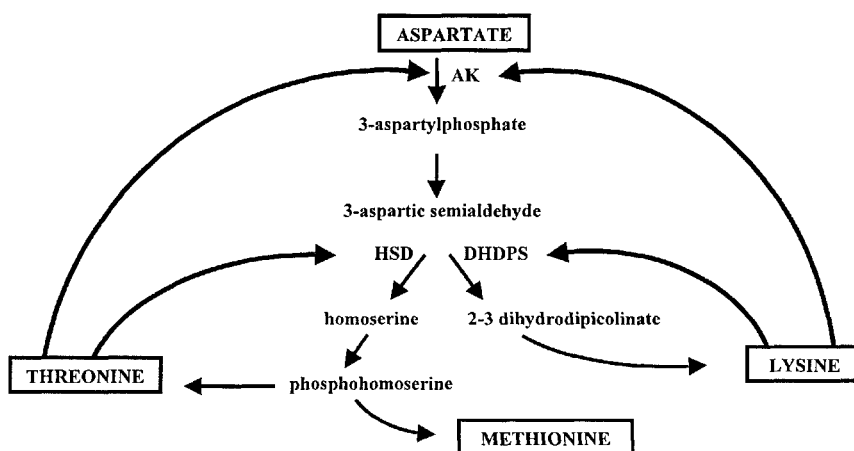 ASPARTATE
AK
3-aspartylphosphate
3-aspartic semialdehyde
HSD DHDPS
homoserine 2-3 dihydrodipicolinate
THREONINE LYSINE
phosphohomoserine
METHIONINE